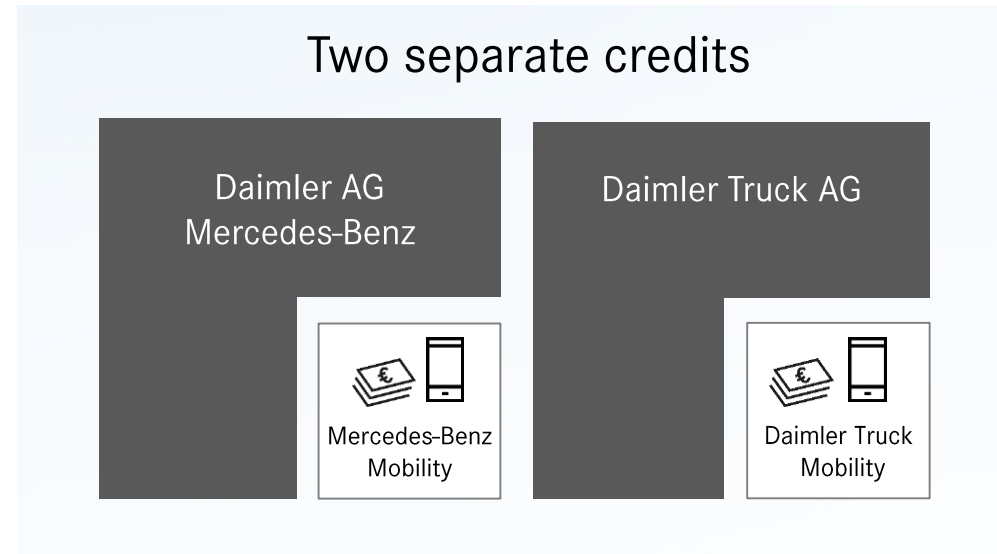 Two separate credits
Daimler AG
Mercedes-Benz
Daimler Truck AG
€
Mercedes-Benz
Mobility
€
Daimler Truck
Mobility